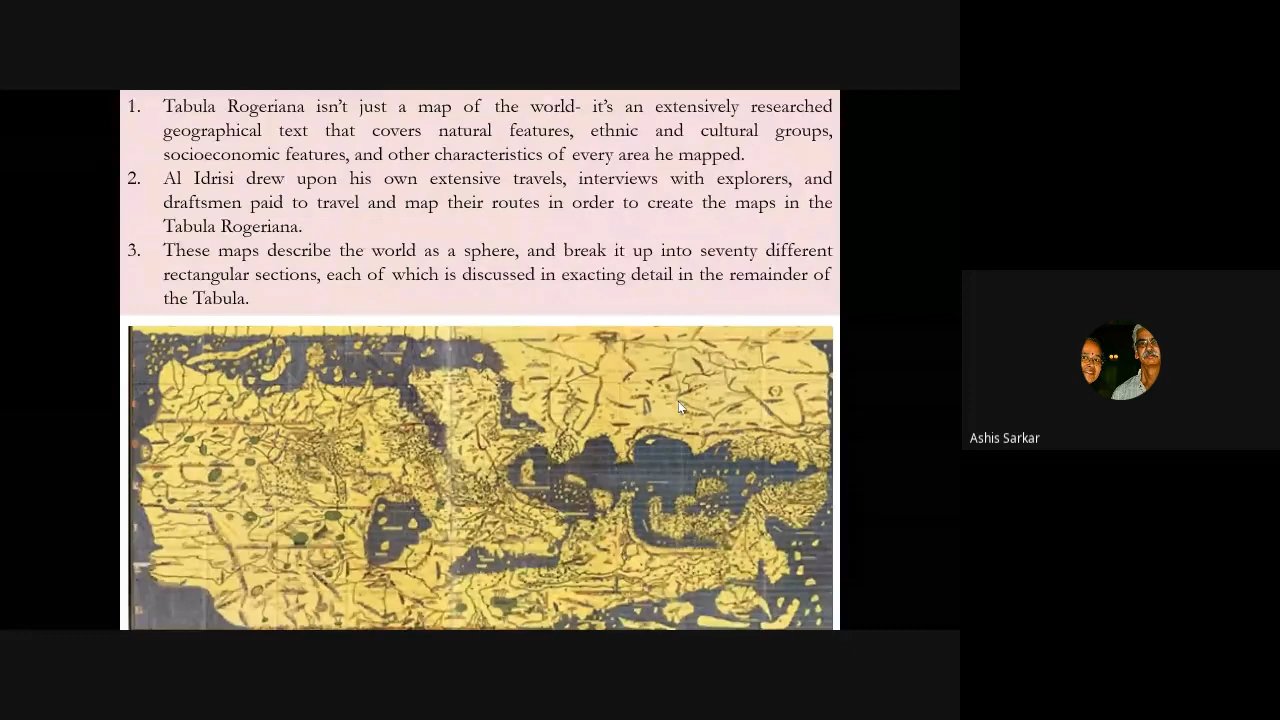 1. Tabula Rogeriana isn't just a map of the world- it's an extensively researched
geographical text that covers natural features, ethnic and cultural groups,
socioeconomic features, and other characteristics of every area he mapped.
2. Al Idrisi drew upon his own extensive travels, interviews with explorers, and
draftsmen paid to travel and map their routes in order to create the maps in the
Tabula Rogeriana.
3. These maps describe the world as a sphere, and break it up into seventy different
rectangular sections, each of which is discussed in exacting detail in the remainder of
the Tabula.
Ashis Sarkar